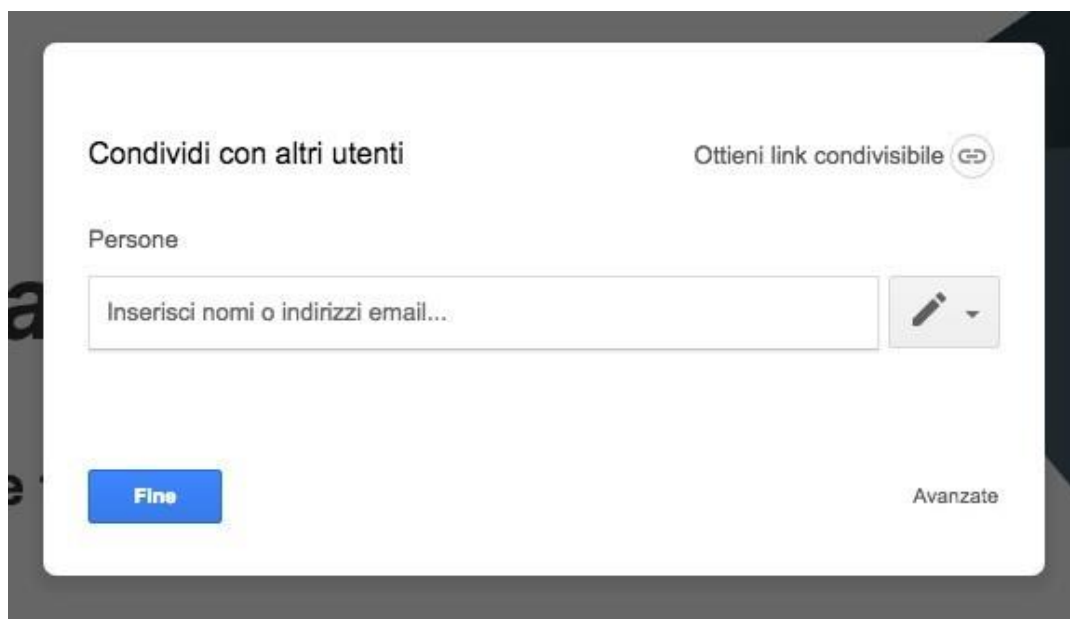 Condividi con altri utenti
Ottieni link condivisibile
Persone
Inserisci nomi o indirizzi email...
Fine
Avanzate